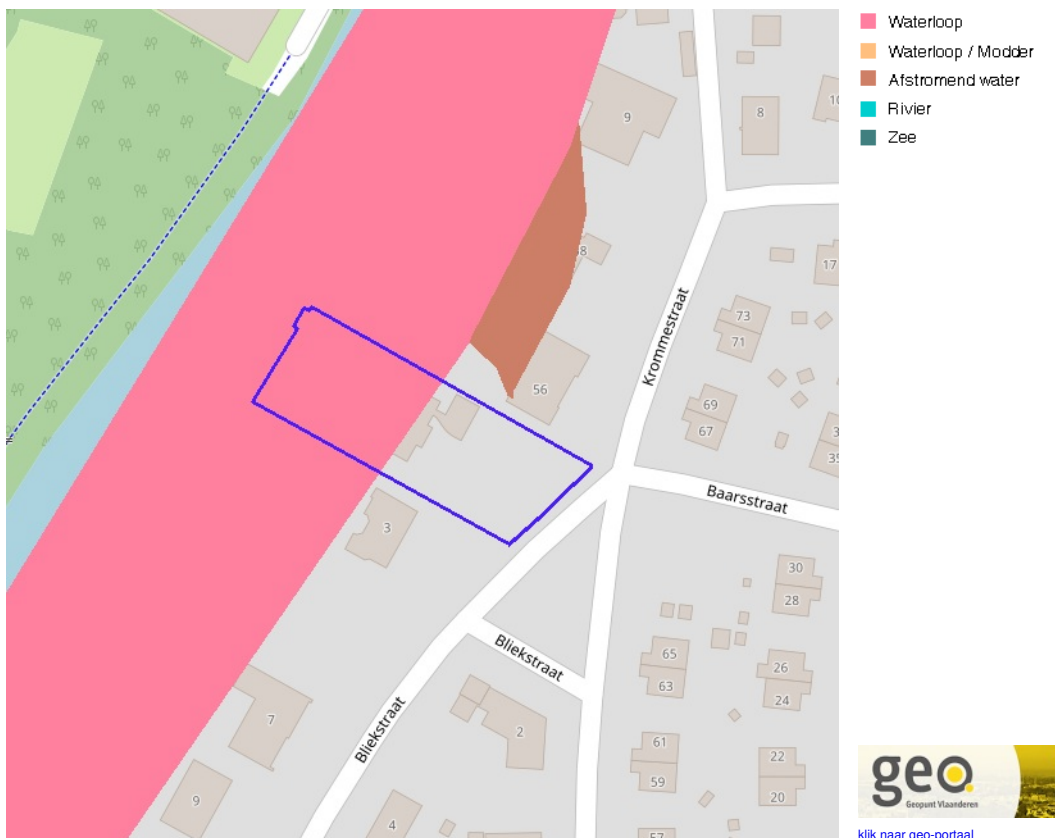 Waterloop
Waterloop / Modder
Afstromend water
Rivier
Zee
9
8
10
17
73
71
Krommestraat
56
69
67
35
Baarsstraat
3
30
28
Bliekstraat
65
63
26
24
7
Bliekstraat
2
61
59
22
20
9
4
57
geo
Geopunt Vlaanderen
klik naar geo-portaal